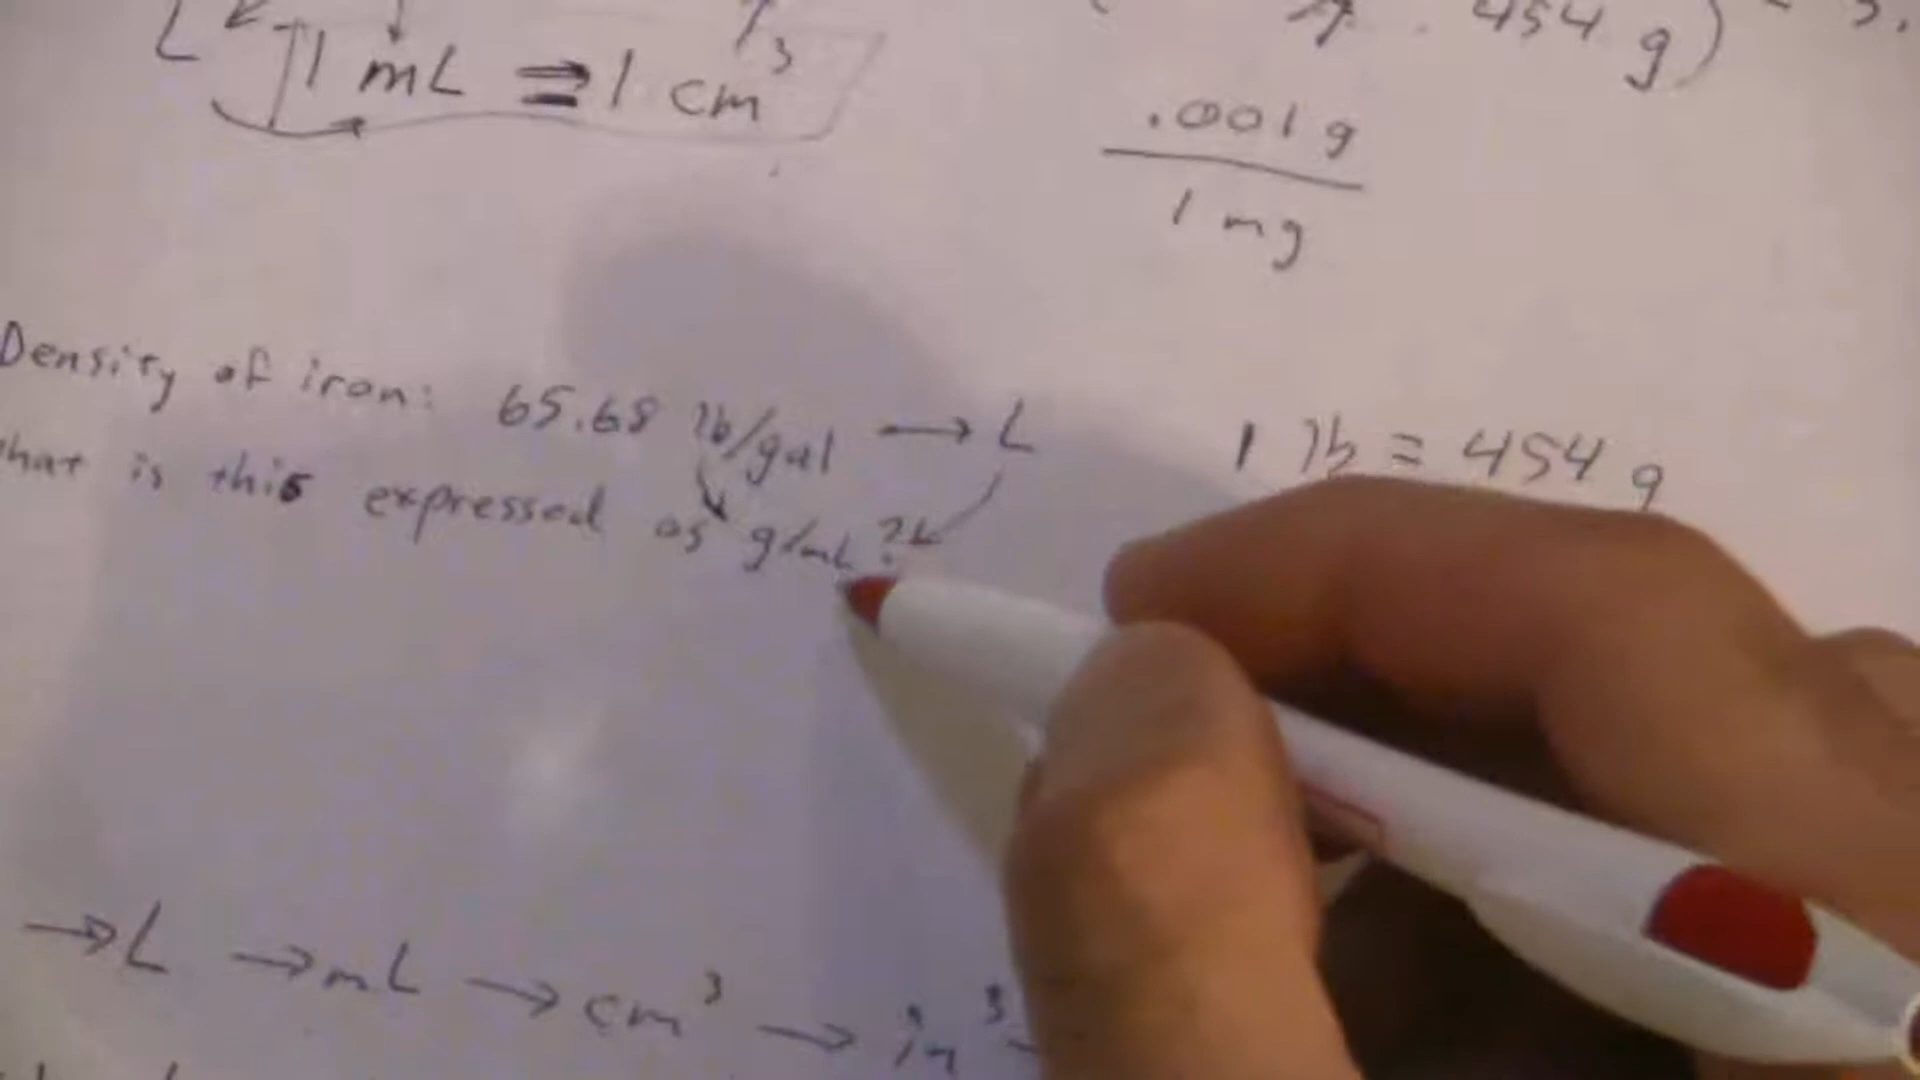 L 1 mL ≡ 1 cm³
. 454 g)
.001 g
1 mg
Density of iron: 65.68 lb/gal → L
hat is this expressed as g/mL ?
1 lb = 454 g
→ L → mL → cm³ → in³